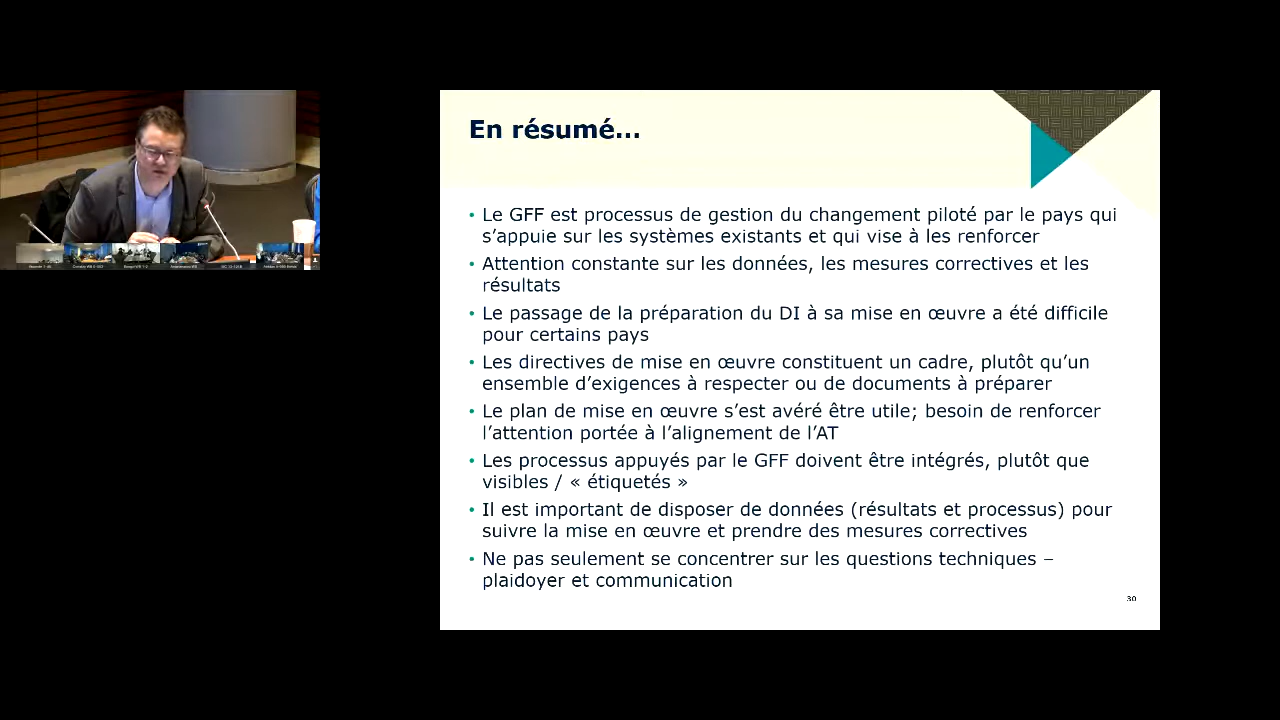 En résumé...
• Le GFF est processus de gestion du changement piloté par le pays qui
s’appuie sur les systèmes existants et qui vise à les renforcer
• Attention constante sur les données, les mesures correctives et les
résultats
• Le passage de la préparation du DI à sa mise en œuvre a été difficile
pour certains pays
• Les directives de mise en œuvre constituent un cadre, plutôt qu’un
ensemble d’exigences à respecter ou de documents à préparer
• Le plan de mise en œuvre s’est avéré être utile; besoin de renforcer
l’attention portée à l’alignement de l’AT
• Les processus appuyés par le GFF doivent être intégrés, plutôt que
visibles / « étiquetés »
• Il est important de disposer de données (résultats et processus) pour
suivre la mise en œuvre et prendre des mesures correctives
• Ne pas seulement se concentrer sur les questions techniques –
plaidoyer et communication
30